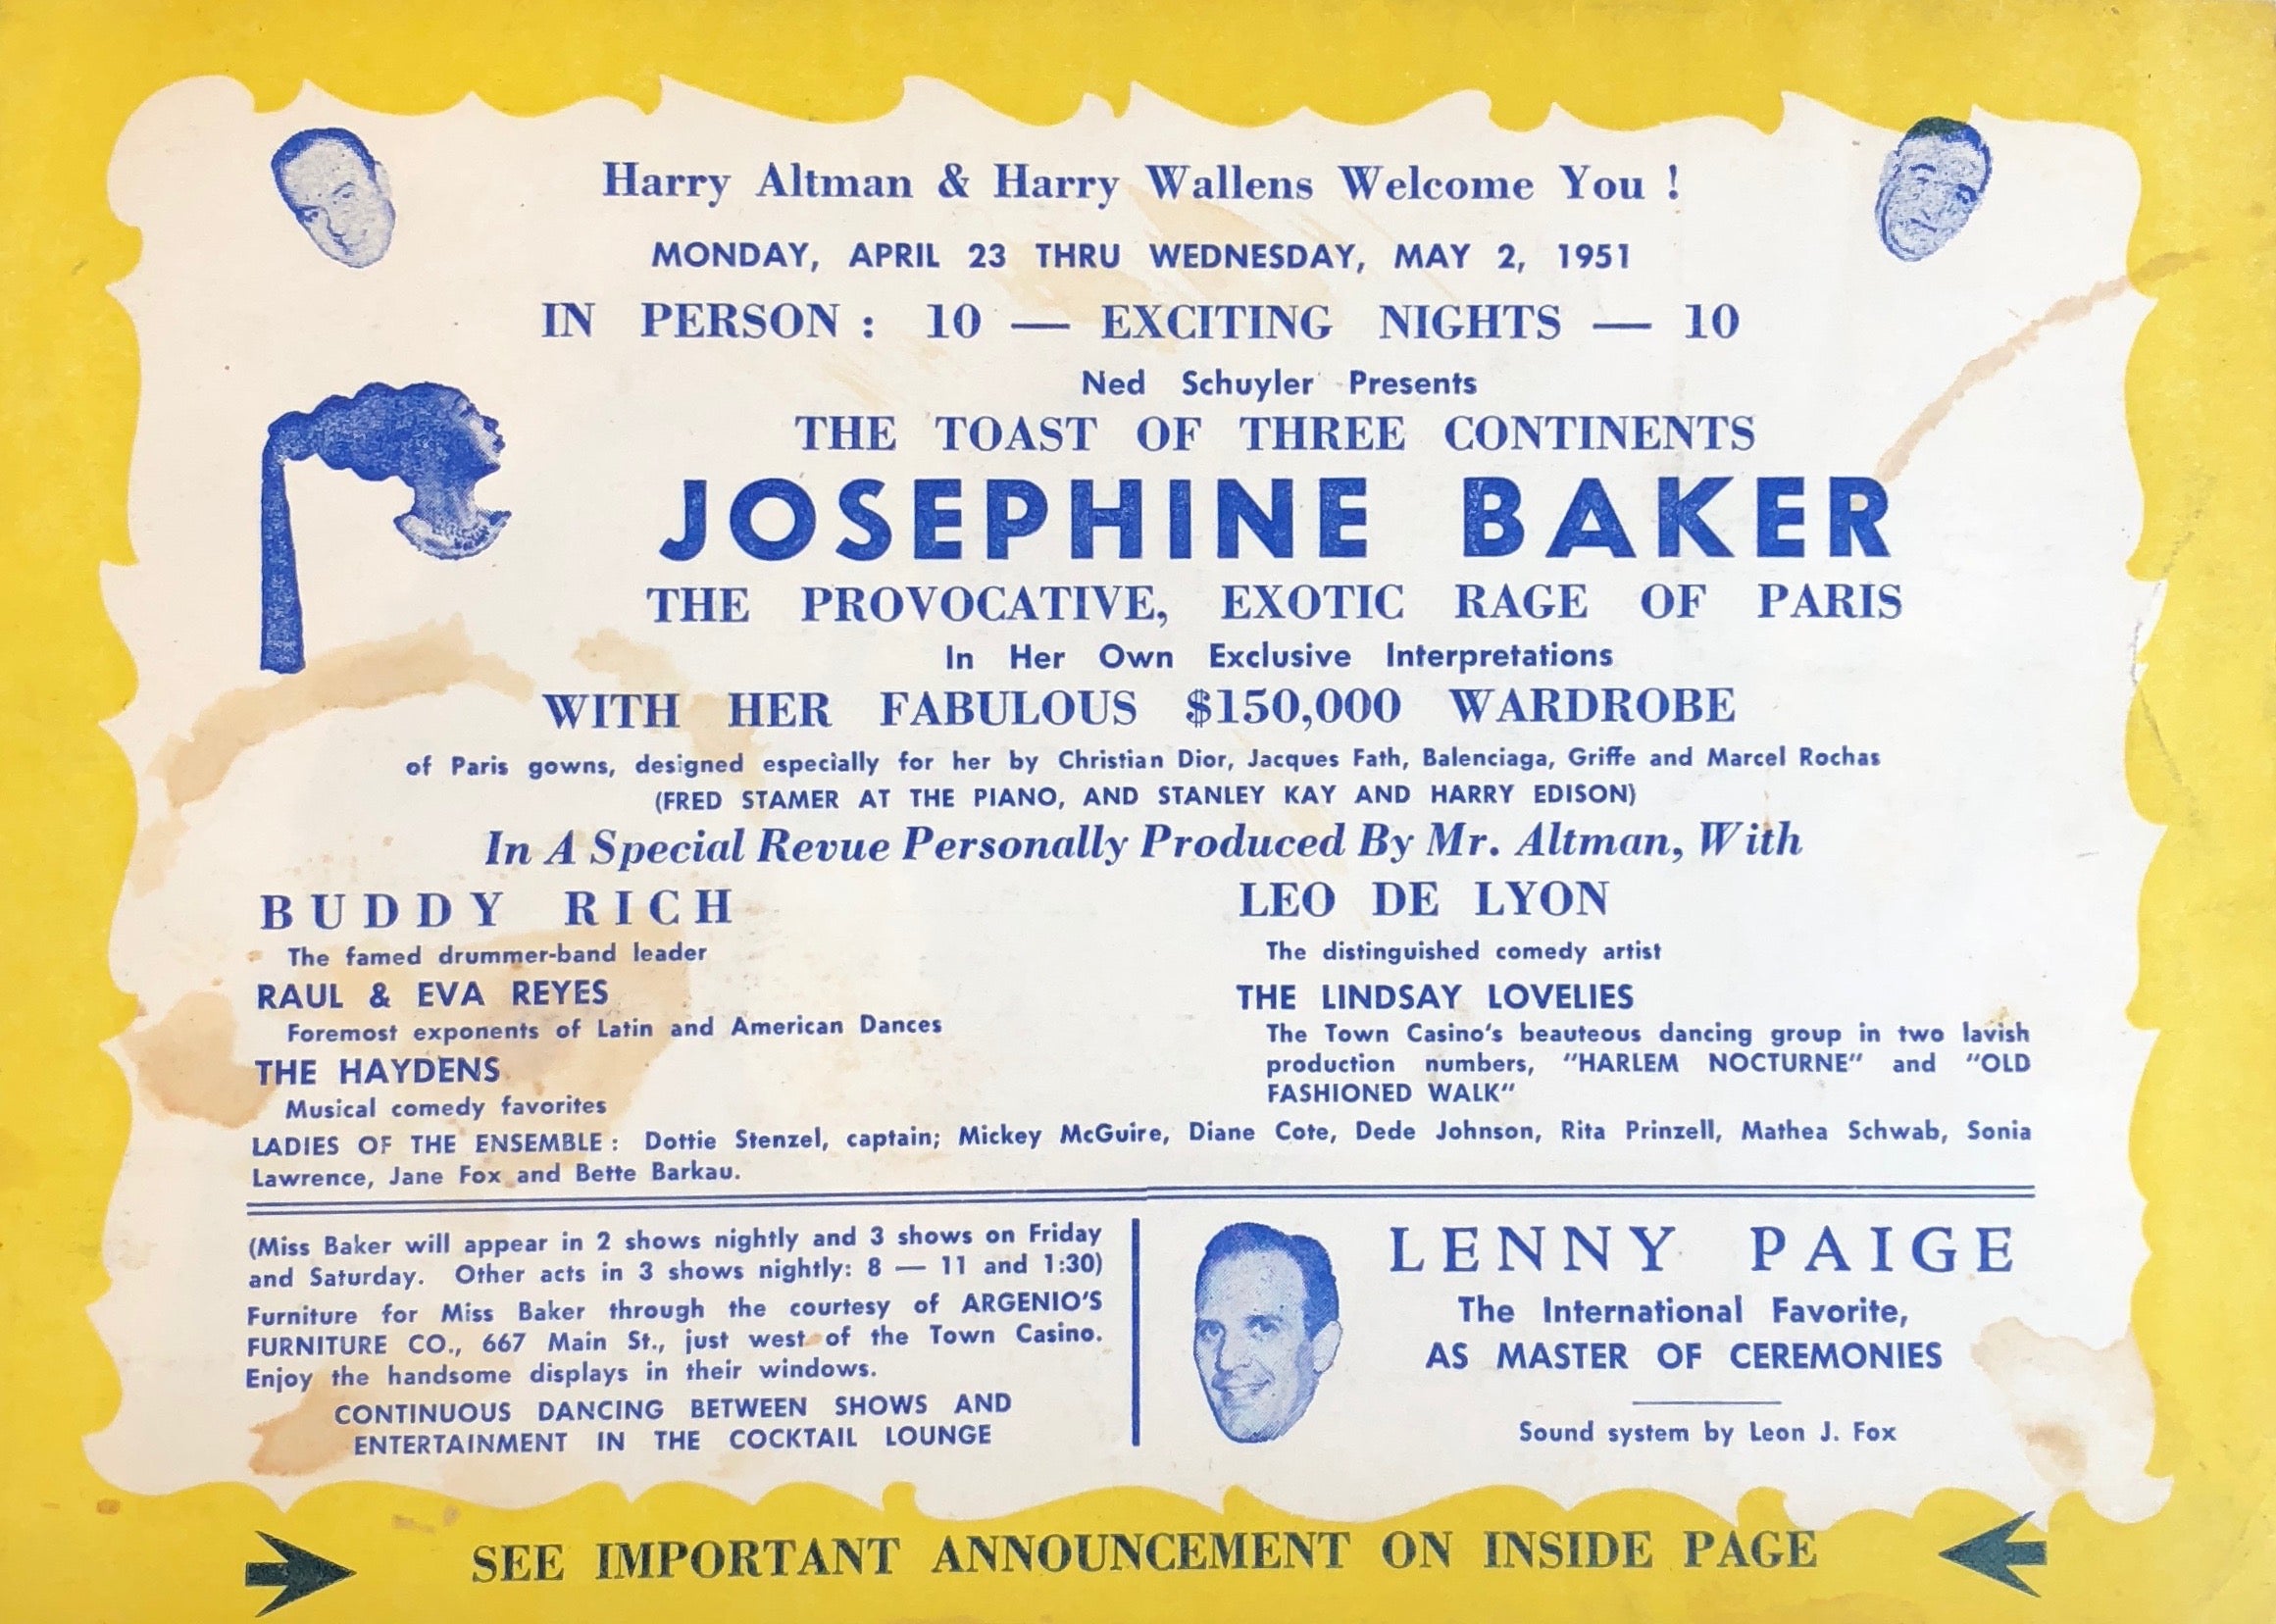 Harry Altman & Harry Wallens Welcome You !
MONDAY, APRIL 23 THRU WEDNESDAY, MAY 2, 1951
IN PERSON : 10 — EXCITING NIGHTS — 10
Ned Schuyler Presents
THE TOAST OF THREE CONTINENTS
JOSEPHINE BAKER
THE PROVOCATIVE, EXOTIC RAGE OF PARIS
In Her Own Exclusive Interpretations
WITH HER FABULOUS $150,000 WARDROBE
of Paris gowns, designed especially for her by Christian Dior, Jacques Fath, Balenciaga, Griffe and Marcel Rochas
(FRED STAMER AT THE PIANO, AND STANLEY KAY AND HARRY EDISON)
In A Special Revue Personally Produced By Mr. Altman, With
BUDDY RICH
The famed drummer-band leader
RAUL & EVA REYES
Foremost exponents of Latin and American Dances
THE HAYDENS
Musical comedy favorites
LEO DE LYON
The distinguished comedy artist
THE LINDSAY LOVELIES
The Town Casino's beauteous dancing group in two lavish
production numbers, "HARLEM NOCTURNE" and "OLD
FASHIONED WALK"
LADIES OF THE ENSEMBLE : Dottie Stenzel, captain; Mickey McGuire, Diane Cote, Dede Johnson, Rita Prinzell, Mathea Schwab, Sonia
Lawrence, Jane Fox and Bette Barkau.
(Miss Baker will appear in 2 shows nightly and 3 shows on Friday
and Saturday. Other acts in 3 shows nightly: 8 — 11 and 1:30)
Furniture for Miss Baker through the courtesy of ARGENIO'S
FURNITURE CO., 667 Main St., just west of the Town Casino.
Enjoy the handsome displays in their windows.
CONTINUOUS DANCING BETWEEN SHOWS AND
ENTERTAINMENT IN THE COCKTAIL LOUNGE
LENNY PAIGE
The International Favorite,
AS MASTER OF CEREMONIES
Sound system by Leon J. Fox
SEE IMPORTANT ANNOUNCEMENT ON INSIDE PAGE